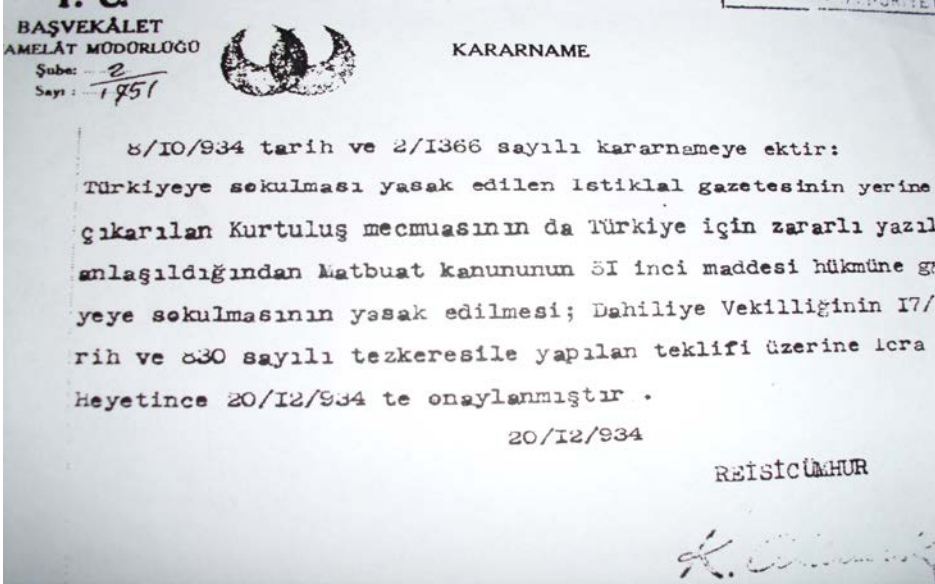 T. C.
BAŞVEKÂLET
AMELÂT MÜDÜRLÜĞÜ
Şube: 2
Sayı: 1951
KARARNAME
8/I0/934 tarih ve 2/I366 sayılı kararnameye ektir:
Türkiyeye sokulması yasak edilen istiklal gazetesinin yerine
çıkarılan Kurtuluş mecmuasının da Türkiye için zararlı yazıl
anlaşıldığından Matbuat kanununun 5I inci maddesi hükmüne g
yeye sokulmasının yasak edilmesi; Dahiliye Vekilliğinin I7/
rih ve 830 sayılı tezkeresile yapılan teklifi üzerine icra
Heyetince 20/I2/934 te onaylanmıştır .
20/I2/934
REİSİCÜMHUR
K.